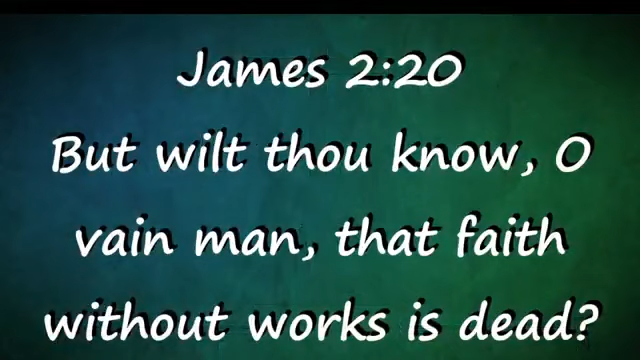 James 2:20
But wilt thou know, O
vain man, that faith
without works is dead?